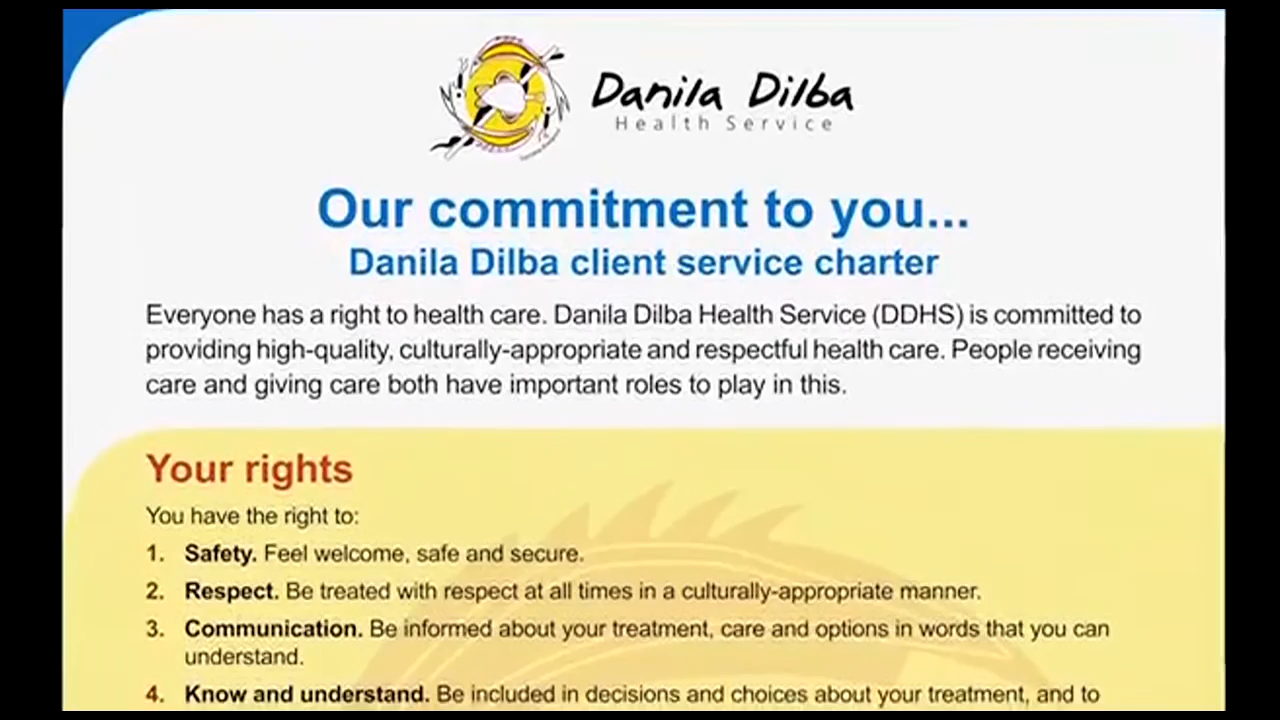 Danila Dilba
Health Service
Our commitment to you...
Danila Dilba client service charter
Everyone has a right to health care. Danila Dilba Health Service (DDHS) is committed to
providing high-quality, culturally-appropriate and respectful health care. People receiving
care and giving care both have important roles to play in this.
Your rights
You have the right to:
1. Safety. Feel welcome, safe and secure.
2. Respect. Be treated with respect at all times in a culturally-appropriate manner.
3. Communication. Be informed about your treatment, care and options in words that you can
understand.
4. Know and understand. Be included in decisions and choices about your treatment, and to